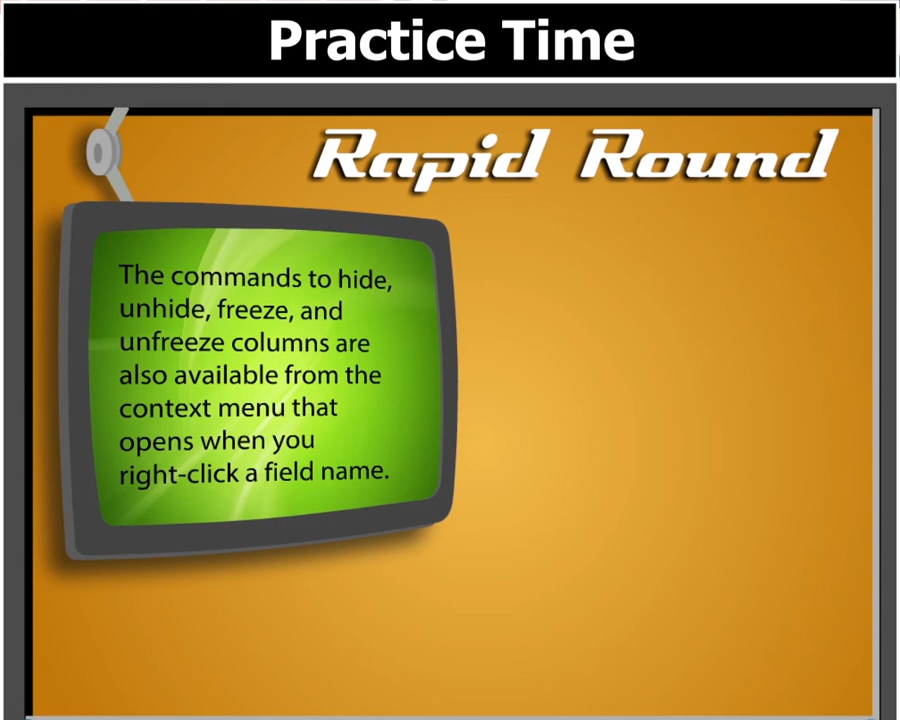 Practice Time
Rapid Round
The commands to hide,
unhide, freeze, and
unfreeze columns are
also available from the
context menu that
opens when you
right-click a field name.